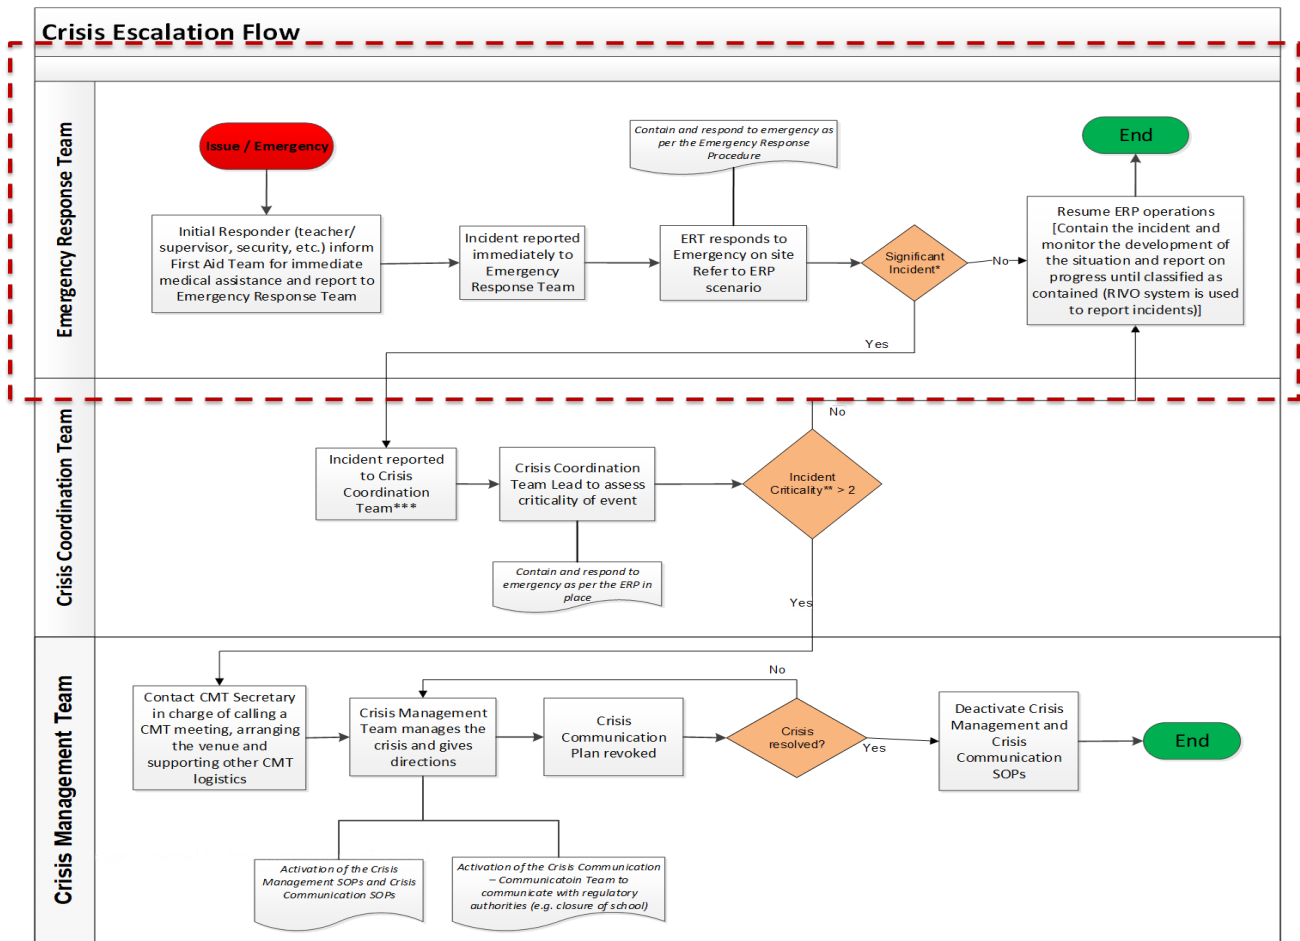 Crisis Escalation Flow
Emergency Response Team
Issue / Emergency
Contain and respond to emergency as
per the Emergency Response
Procedure
End
Initial Responder (teacher/
supervisor, security, etc.) inform
First Aid Team for immediate
medical assistance and report to
Emergency Response Team
Incident reported
immediately to
Emergency
Response Team
ERT responds to
Emergency on site
Refer to ERP
scenario
Significant
Incident*
No
Resume ERP operations
[Contain the incident and
monitor the development of
the situation and report on
progress until classified as
contained (RIVO system is used
to report incidents)]
Yes
Crisis Coordination Team
Incident reported
to Crisis
Coordination
Team***
Crisis Coordination
Team Lead to assess
criticality of event
Incident
Criticality** > 2
No
Contain and respond to
emergency as per the ERP in
place
Yes
Crisis Management Team
Contact CMT Secretary
in charge of calling a
CMT meeting, arranging
the venue and
supporting other CMT
logistics
Crisis Management
Team manages the
crisis and gives
directions
Crisis
Communication
Plan revoked
No
Crisis
resolved?
Yes
Deactivate Crisis
Management and
Crisis
Communication
SOPs
End
Activation of the Crisis
Management SOPs and Crisis
Communication SOPs
Activation of the Crisis Communication
– Communicatoin Team to
communicate with regulatory
authorities (e.g. closure of school)